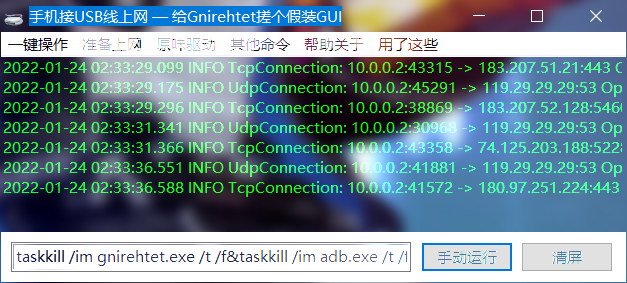 手机接USB线上网 — 给Gnirehtet搓个假装GUI
一键操作 准备上网 原味驱动 其他命令 帮助关于 用了这些
2022-01-24 02:33:29.099 INFO TcpConnection: 10.0.0.2:43315 -> 183.207.51.21:443 O
2022-01-24 02:33:29.175 INFO UdpConnection: 10.0.0.2:45291 -> 119.29.29.29:53 Op
2022-01-24 02:33:29.296 INFO TcpConnection: 10.0.0.2:38869 -> 183.207.52.128:546
2022-01-24 02:33:31.341 INFO UdpConnection: 10.0.0.2:30968 -> 119.29.29.29:53 Op
2022-01-24 02:33:31.366 INFO TcpConnection: 10.0.0.2:43358 -> 74.125.203.188:522
2022-01-24 02:33:36.551 INFO UdpConnection: 10.0.0.2:41881 -> 119.29.29.29:53 Op
2022-01-24 02:33:36.588 INFO TcpConnection: 10.0.0.2:41572 -> 180.97.251.224:443
taskkill /im gnirehtet.exe /t /f&taskkill /im adb.exe /t /f 手动运行 清屏